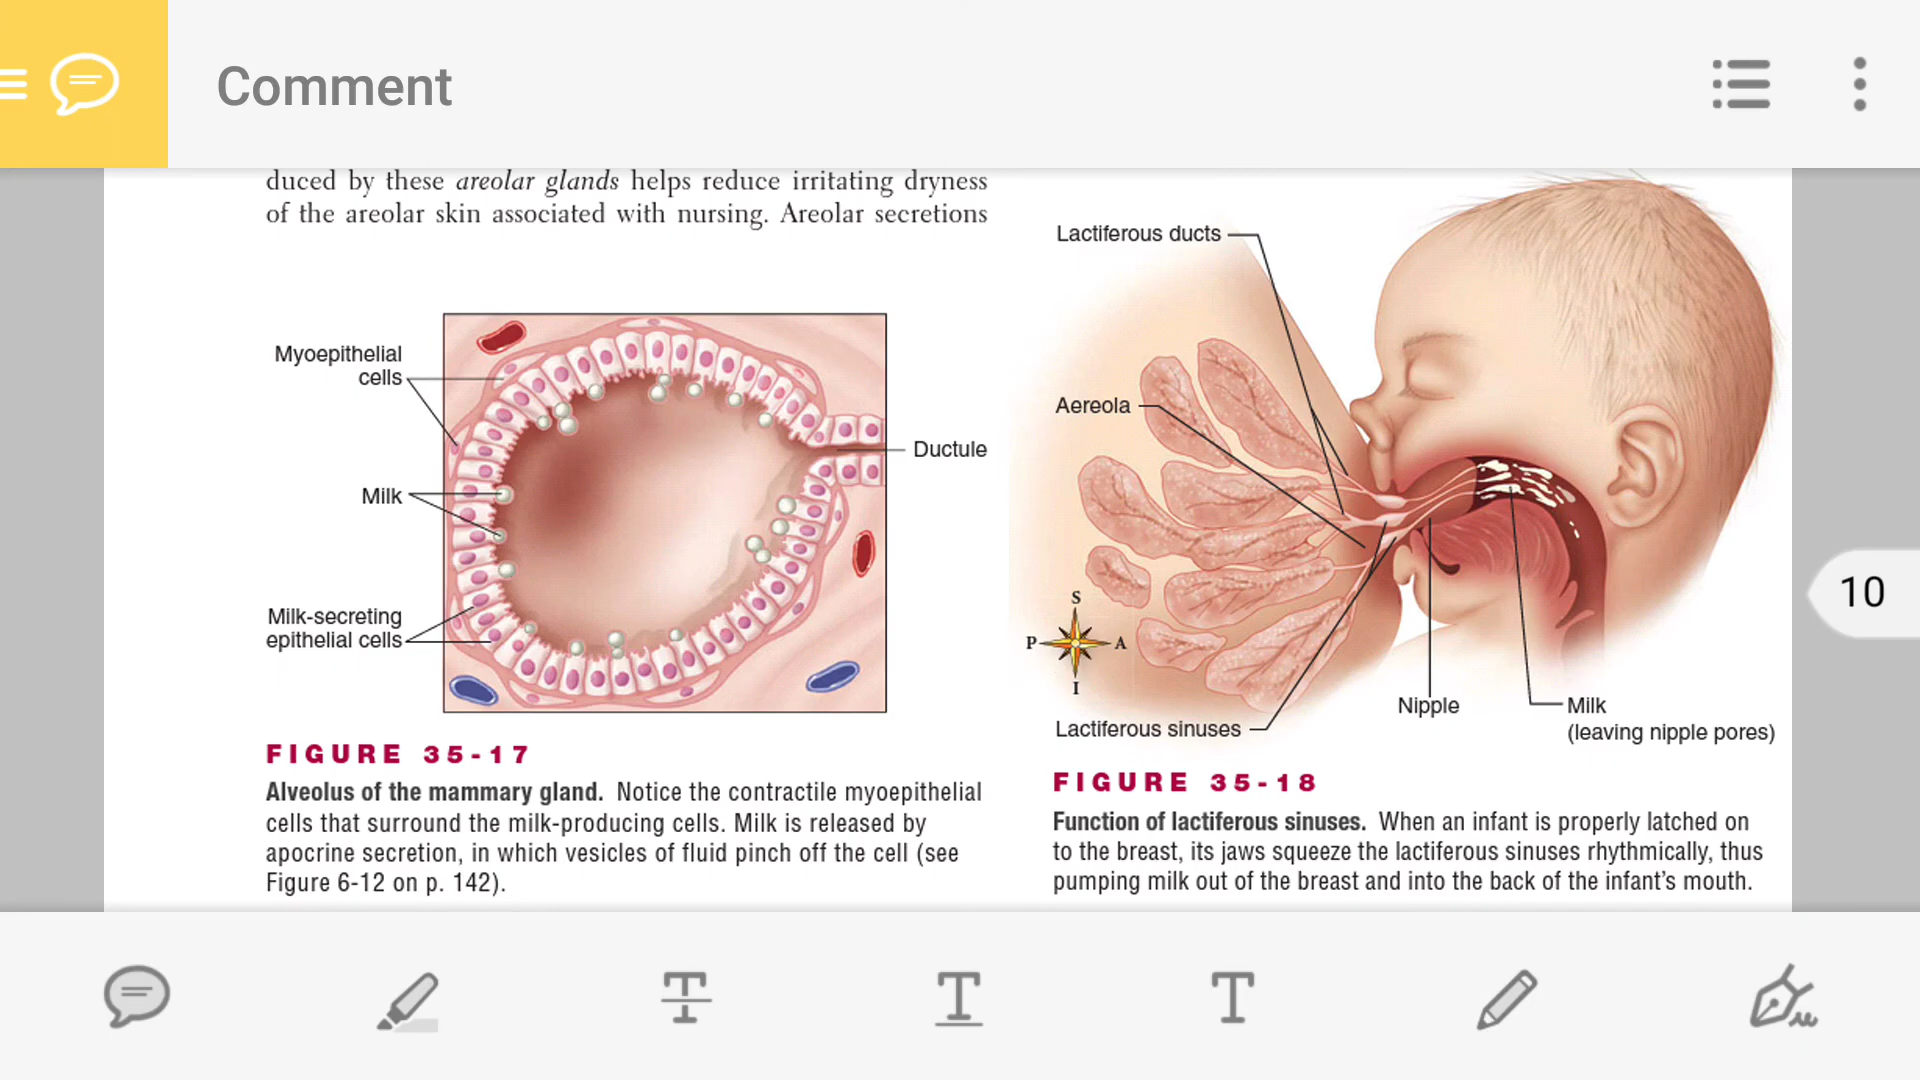 Comment
duced by these areolar glands helps reduce irritating dryness
of the areolar skin associated with nursing. Areolar secretions
Myoepithelial
cells
Milk
Milk-secreting
epithelial cells
Ductule
FIGURE 35-17
Alveolus of the mammary gland. Notice the contractile myoepithelial
cells that surround the milk-producing cells. Milk is released by
apocrine secretion, in which vesicles of fluid pinch off the cell (see
Figure 6-12 on p. 142).
Lactiferous ducts
Aereola
S
P A
I
Lactiferous sinuses
Nipple
Milk
(leaving nipple pores)
FIGURE 35-18
Function of lactiferous sinuses. When an infant is properly latched on
to the breast, its jaws squeeze the lactiferous sinuses rhythmically, thus
pumping milk out of the breast and into the back of the infant's mouth.
10
T
T
T